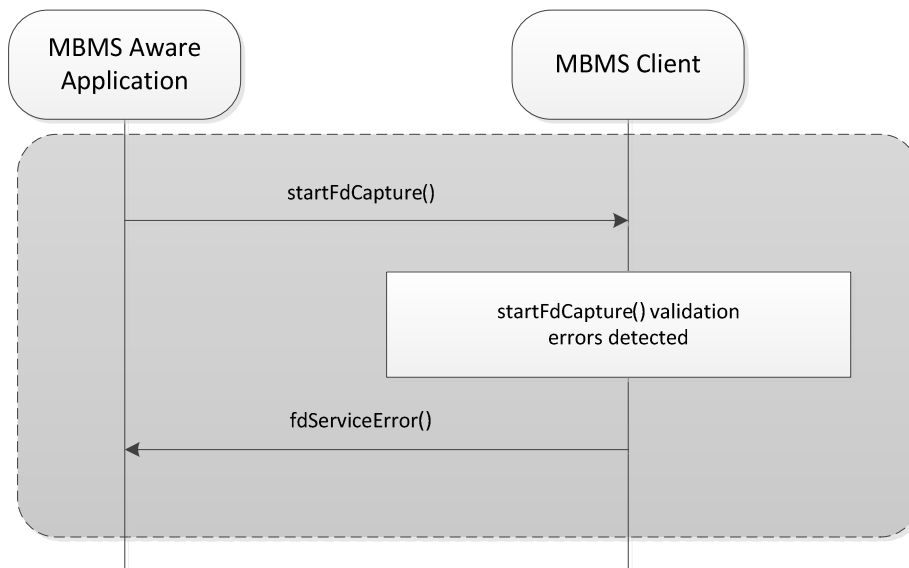 MBMS Aware
Application
MBMS Client
startFdCapture()
startFdCapture() validation
errors detected
fdServiceError()